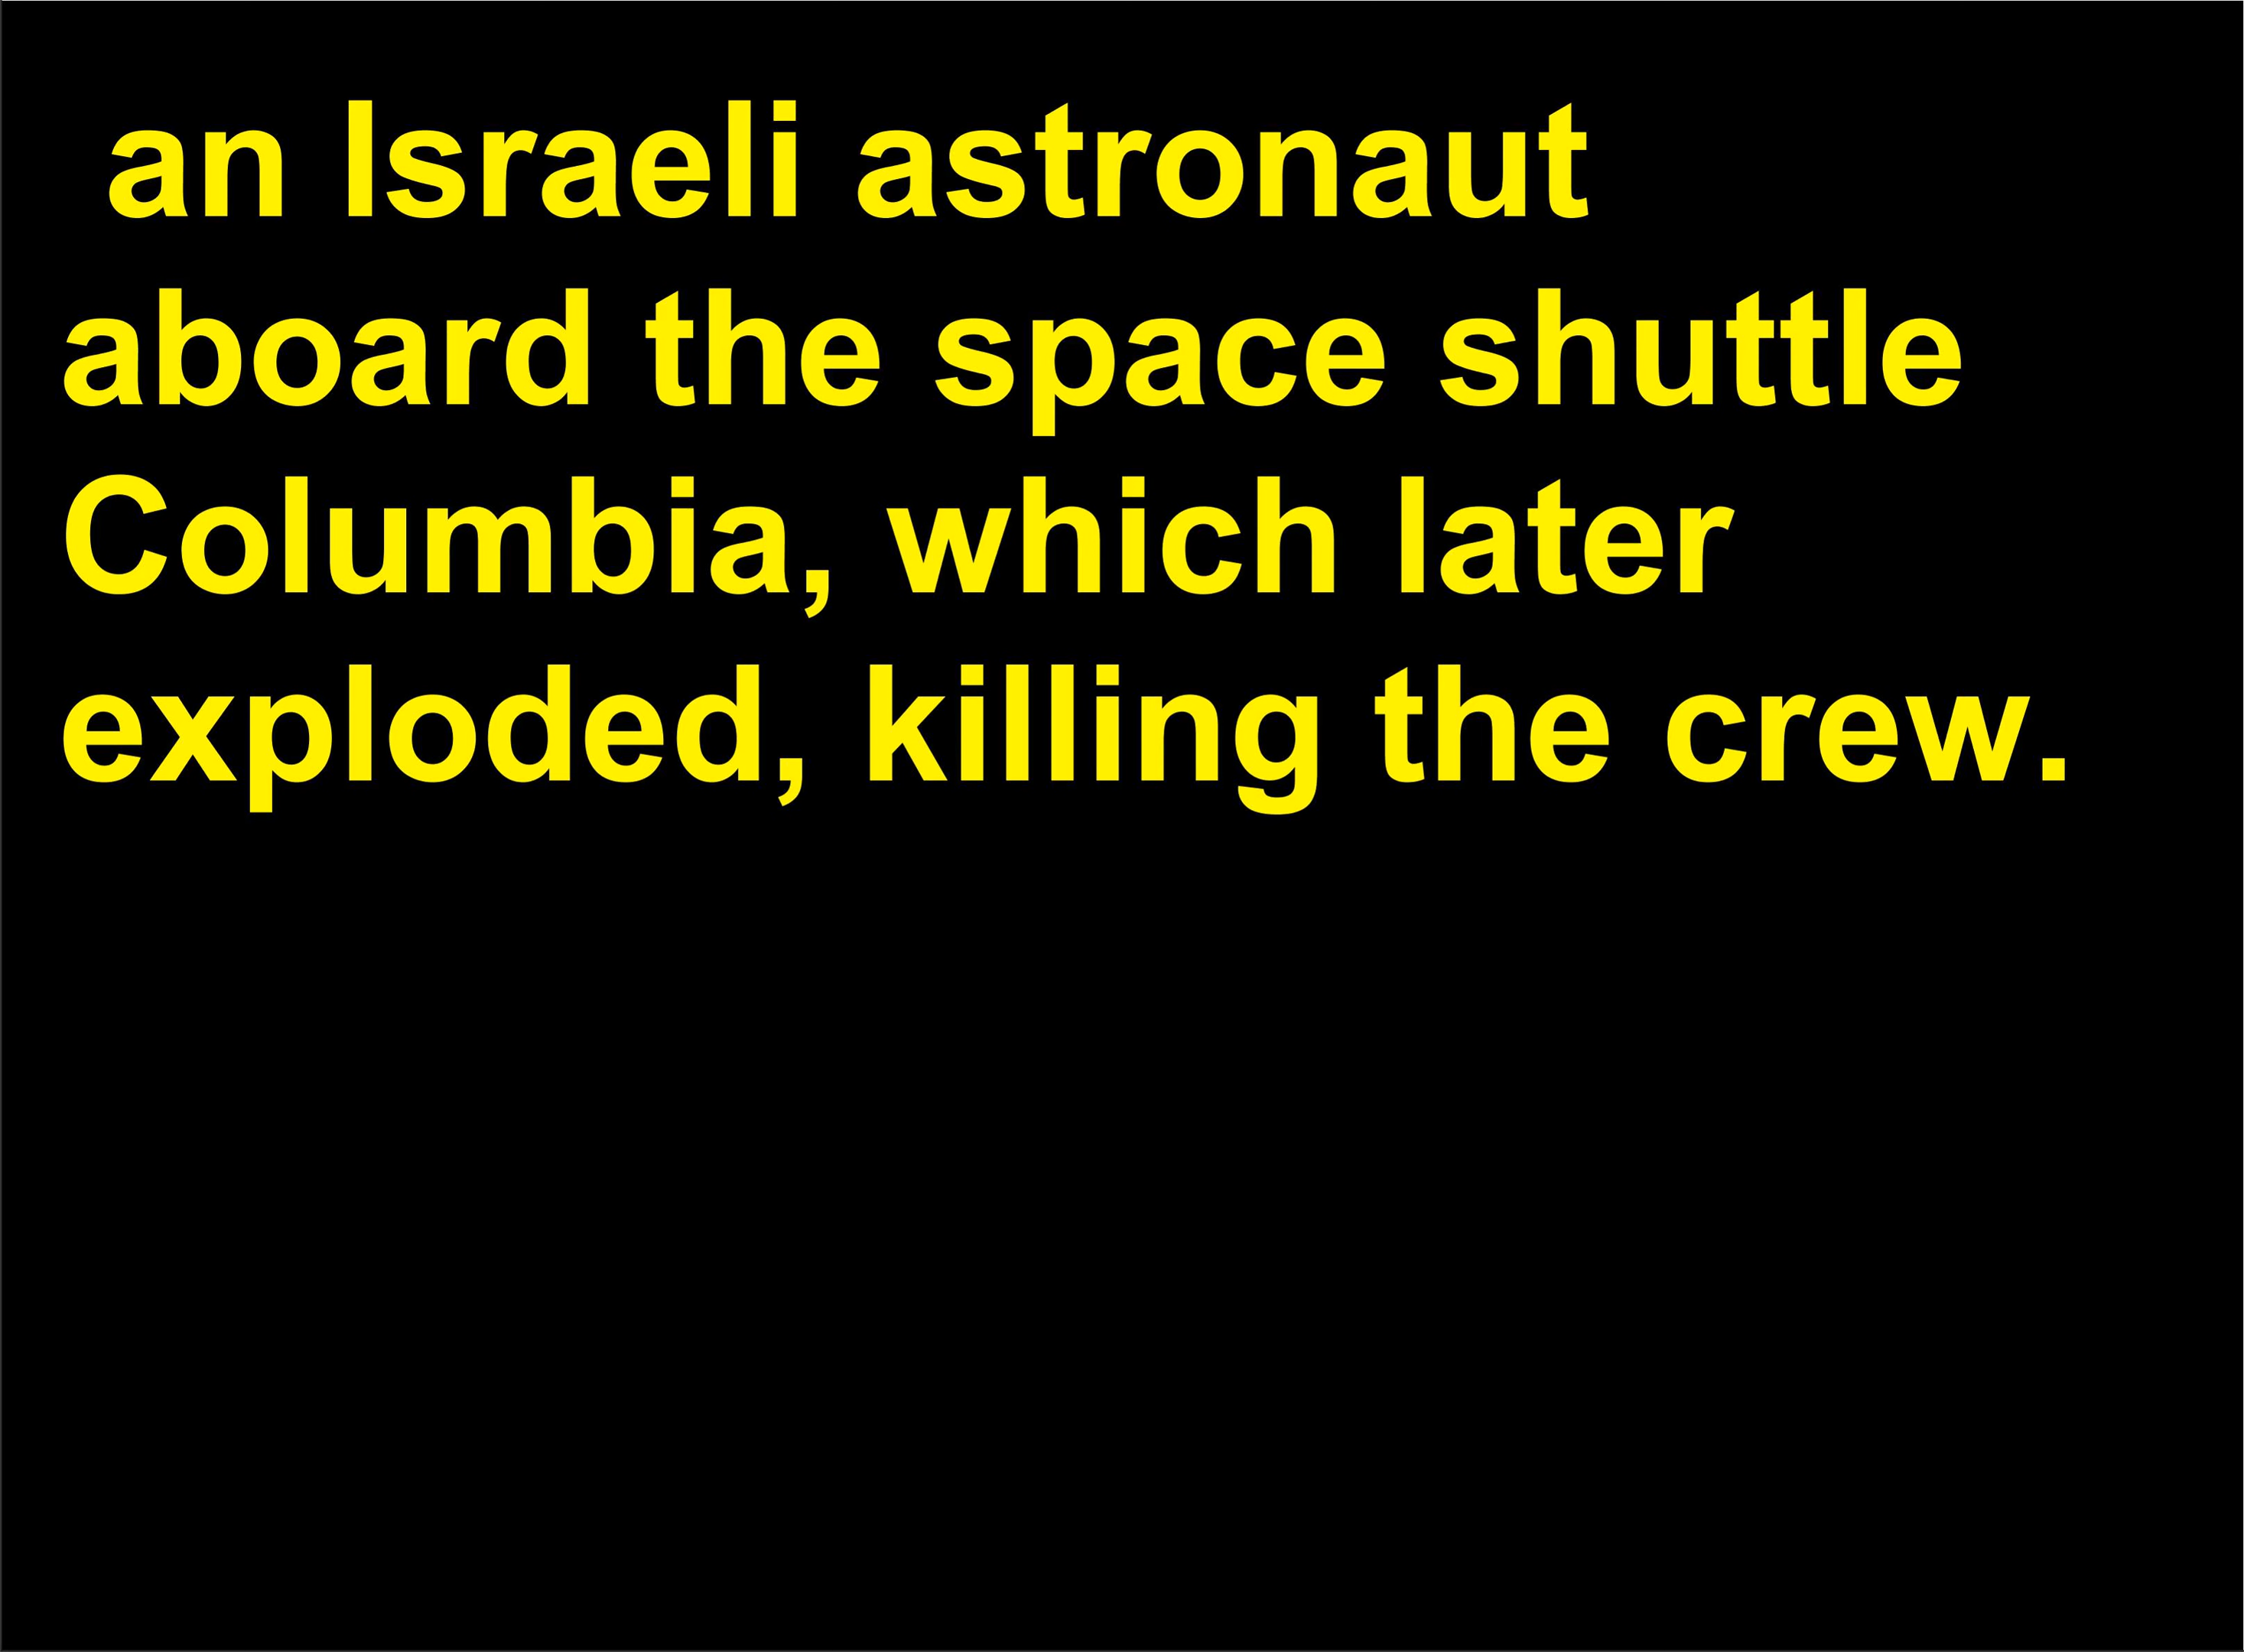 an Israeli astronaut
aboard the space shuttle
Columbia, which later
exploded, killing the crew.